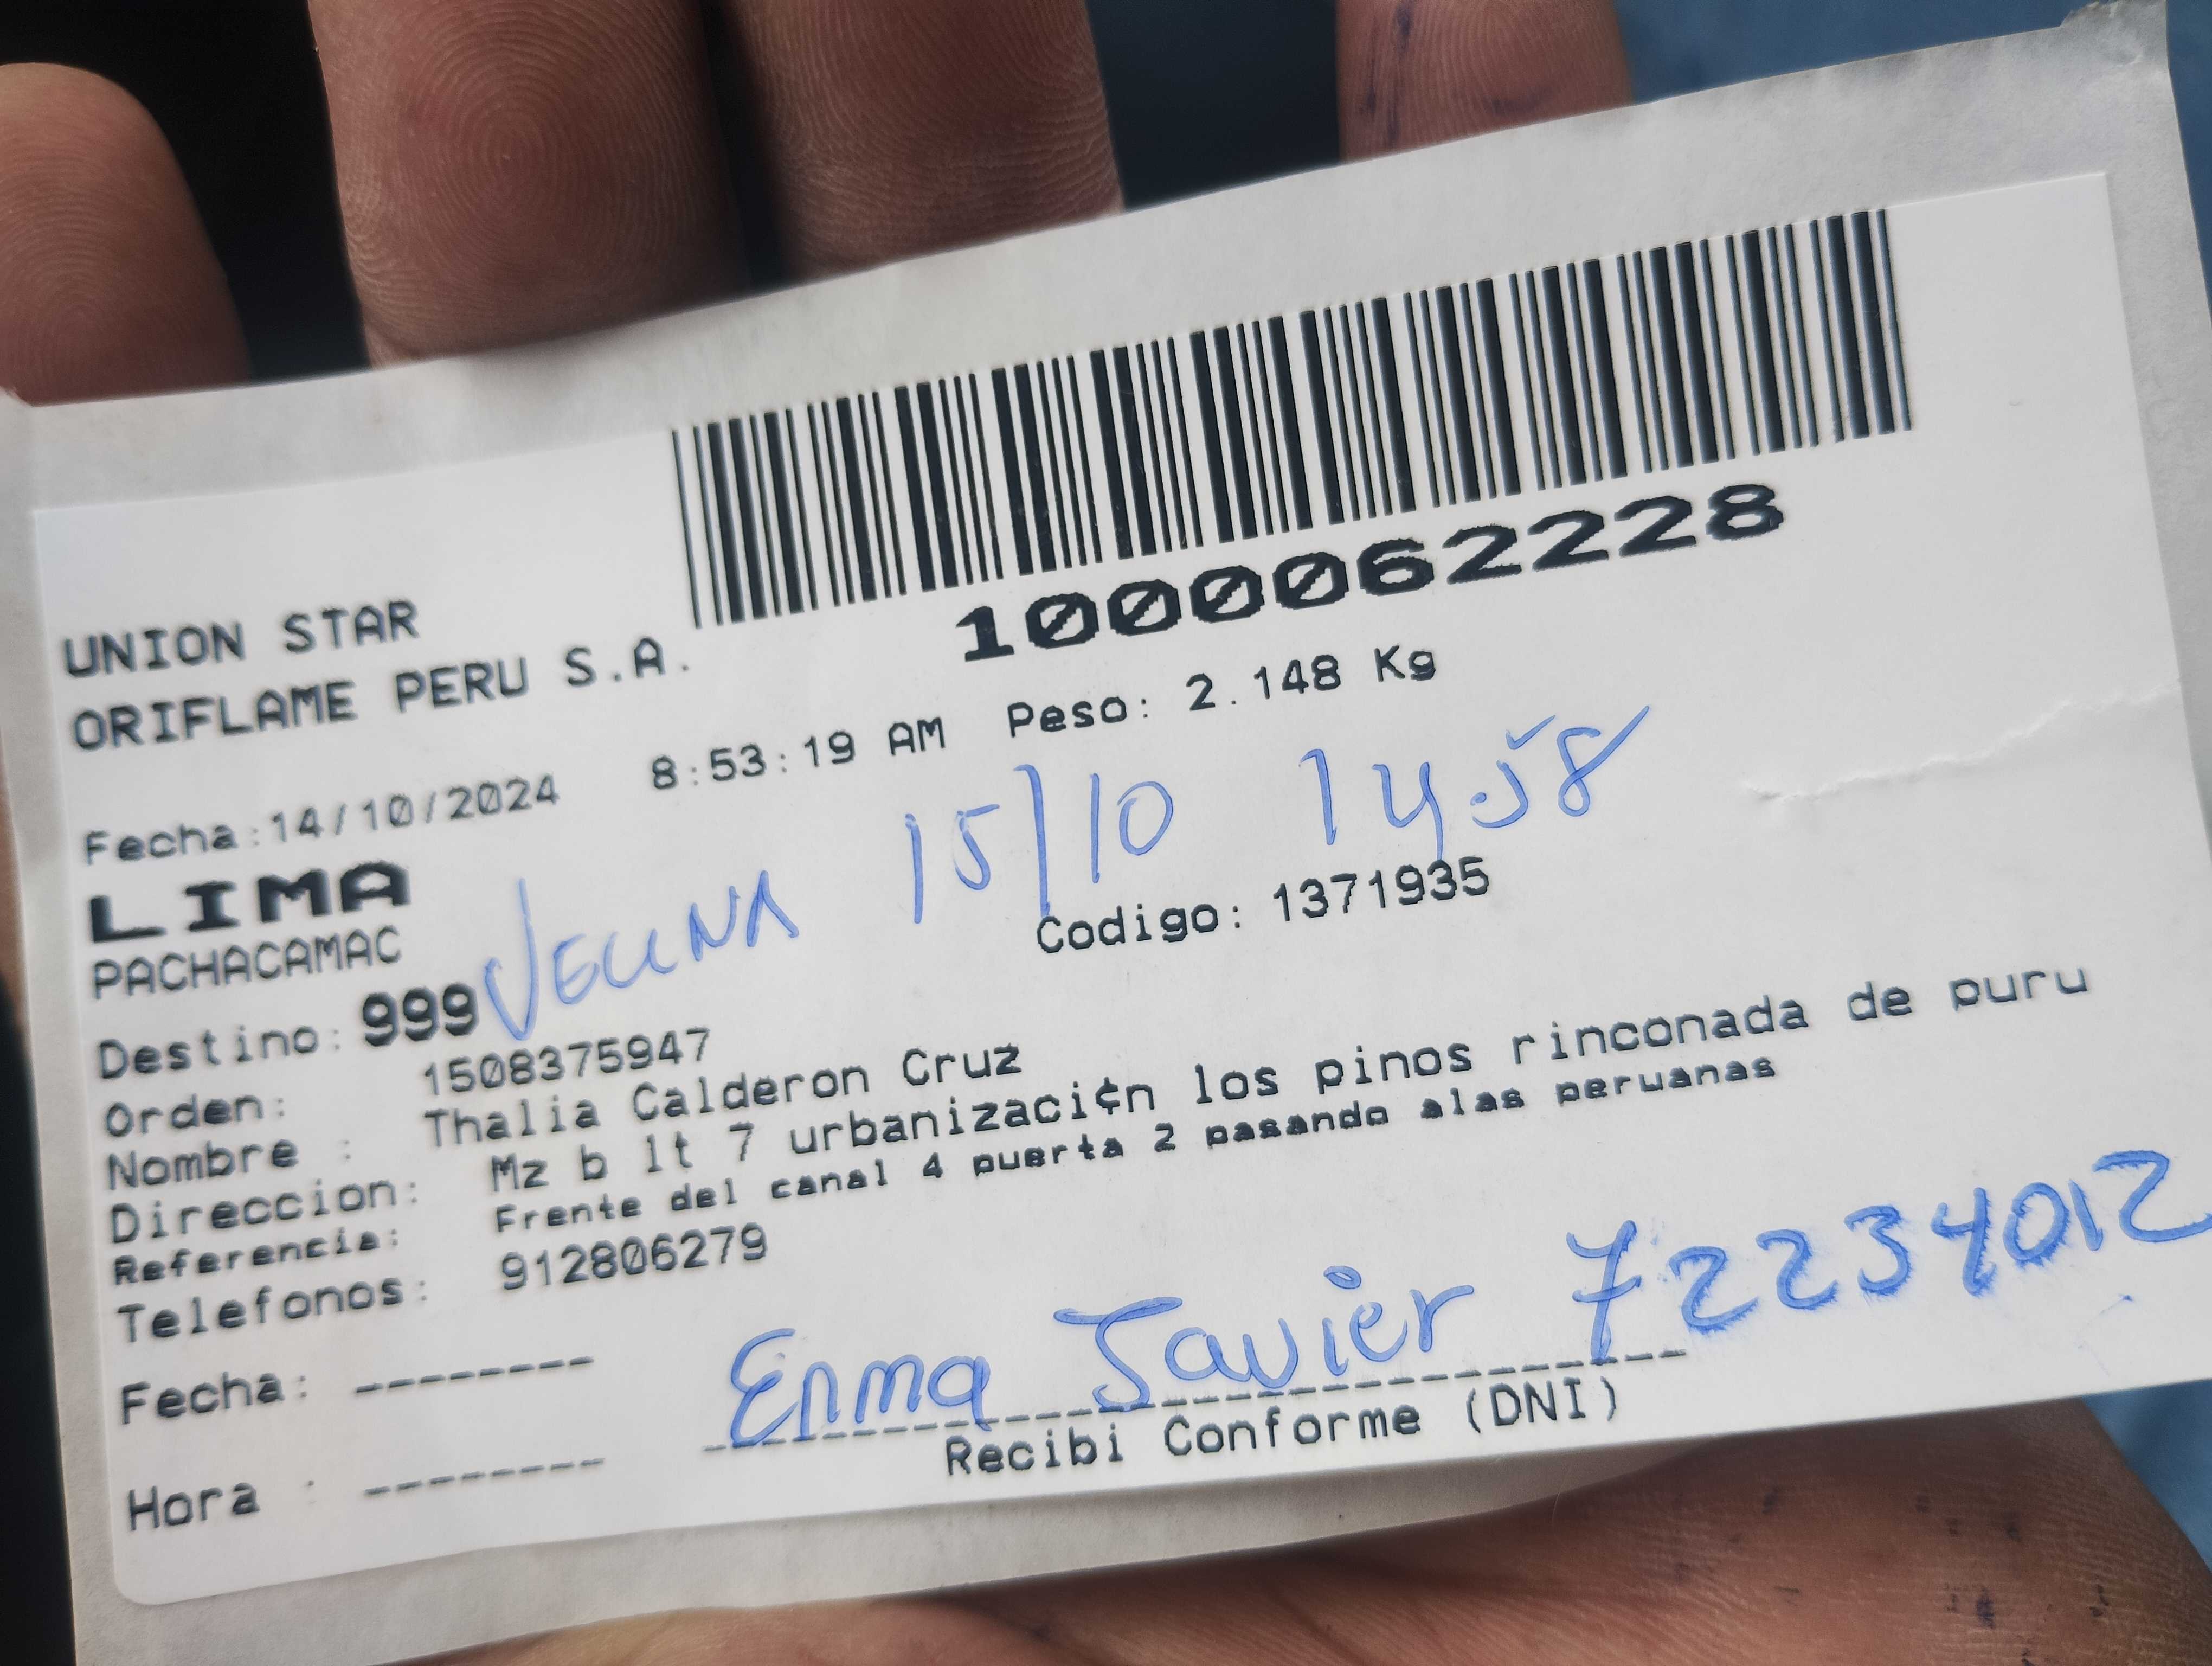 1000062228
UNION STAR
ORIFLAME PERU S.A.
Fecha:14/10/2024 8:53:19 AM Peso: 2.148 Kg
LIMA
15/10 14:58
PACHACAMAC
VECINA
Codigo: 1371935
Destino: 999
Orden: 1508375947
Nombre : Thalia Calderon Cruz
Direccion: Mz b lt 7 urbanizaci¢n los pinos rinconada de puru
Referencia: Frente del canal 4 puerta 2 pasando alas peruanas
Telefonos: 912806279
Fecha: --------
Enma Javier 72234012
Recibi Conforme (DNI)
Hora : --------